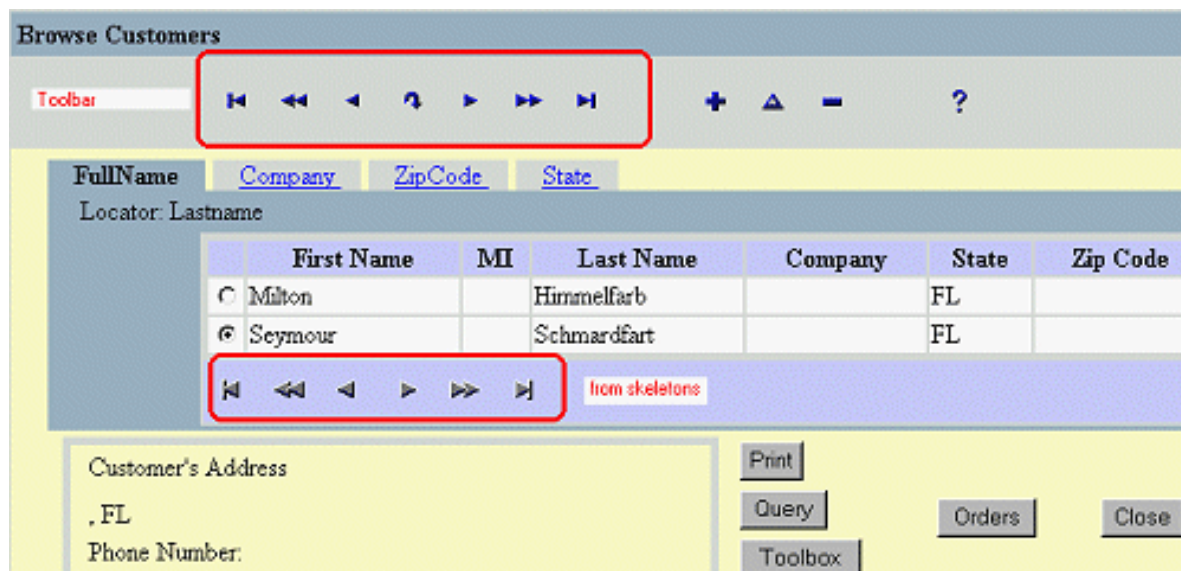 Browse Customers
Toolbar ?
FullName Company ZipCode State
Locator: Lastname
First Name MI Last Name Company State Zip Code
Milton Himmelfarb FL
Seymour Schmardfart FL
from skeletons
Customer's Address
, FL
Phone Number:
Print
Query
Orders Close
Toolbox